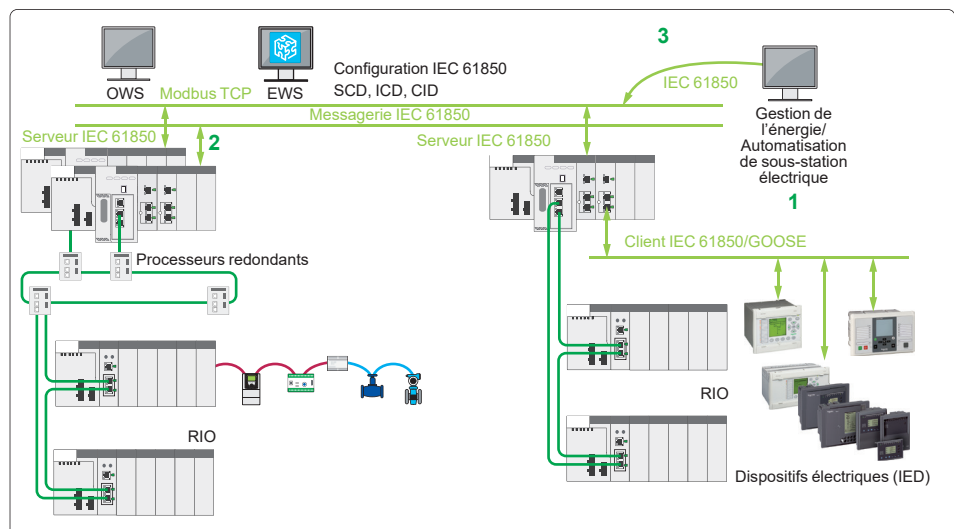 3
Configuration IEC 61850
SCD, ICD, CID
IEC 61850
OWS
Modbus TCP
EWS
Messagerie IEC 61850
Gestion de
l'énergie/
Automatisation
de sous-station
électrique
1
Serveur IEC 61850
2
Serveur IEC 61850
Client IEC 61850/GOOSE
Processeurs redondants
RIO
RIO
Dispositifs électriques (IED)